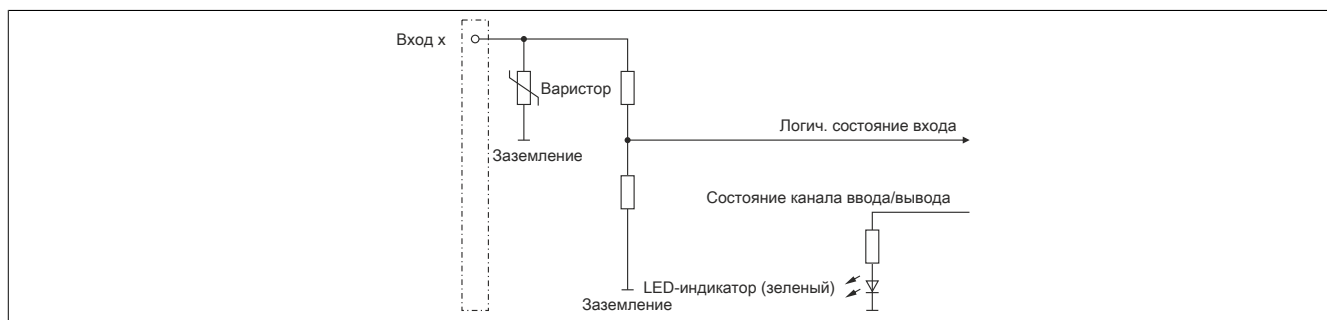 Вход x
Варистор
Логич. состояние входа
Заземление
Состояние канала ввода/вывода
LED-индикатор (зеленый)
Заземление